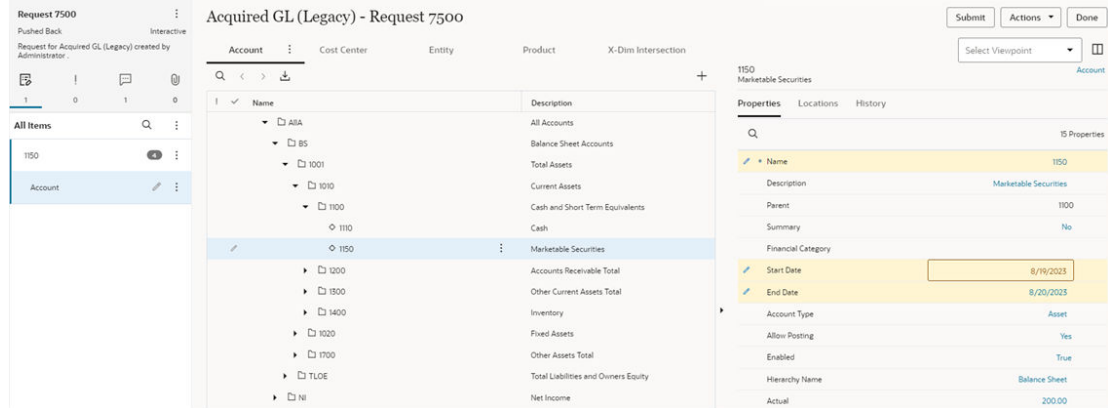 Request 7500
Pushed Back Interactive
Request for Acquired GL (Legacy) created by
Administrator .
1 0 1 0
All Items
1150 4
Account
Acquired GL (Legacy) - Request 7500
Submit Actions Done
Account Cost Center Entity Product X-Dim Intersection
Select Viewpoint
! Name Description
AllA All Accounts
BS Balance Sheet Accounts
1001 Total Assets
1010 Current Assets
1100 Cash and Short Term Equivalents
1110 Cash
1150 Marketable Securities
1200 Accounts Receivable Total
1300 Other Current Assets Total
1400 Inventory
1020 Fixed Assets
1700 Other Assets Total
TLOE Total Liabilities and Owners Equity
NI Net Income
1150 Account
Marketable Securities
Properties Locations History
15 Properties
Name 1150
Description Marketable Securities
Parent 1100
Summary No
Financial Category
Start Date 8/19/2023
End Date 8/20/2023
Account Type Asset
Allow Posting Yes
Enabled True
Hierarchy Name Balance Sheet
Actual 200.00